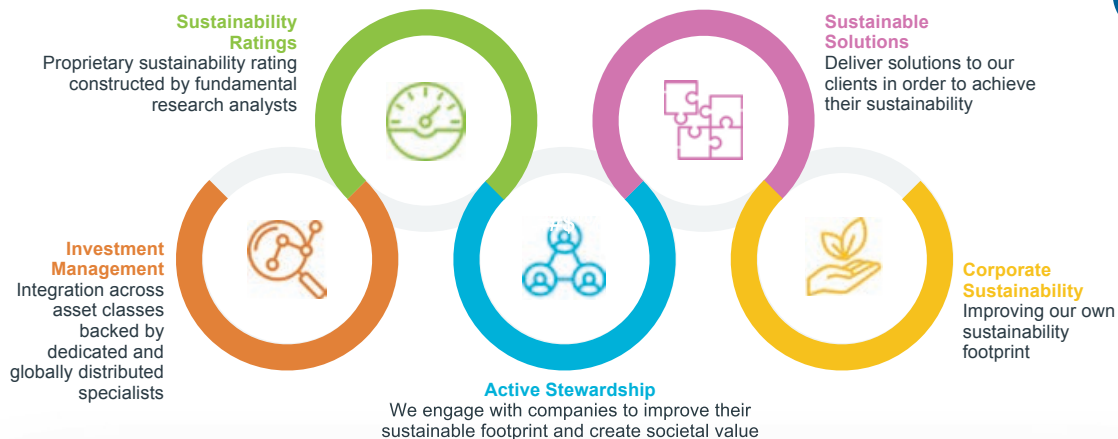 Sustainability
Ratings
Proprietary sustainability rating
constructed by fundamental
research analysts
Sustainable
Solutions
Deliver solutions to our
clients in order to achieve
their sustainability
Investment
Management
Integration across
asset classes
backed by
dedicated and
globally distributed
specialists
Active Stewardship
We engage with companies to improve their
sustainable footprint and create societal value
Corporate
Sustainability
Improving our own
sustainability
footprint